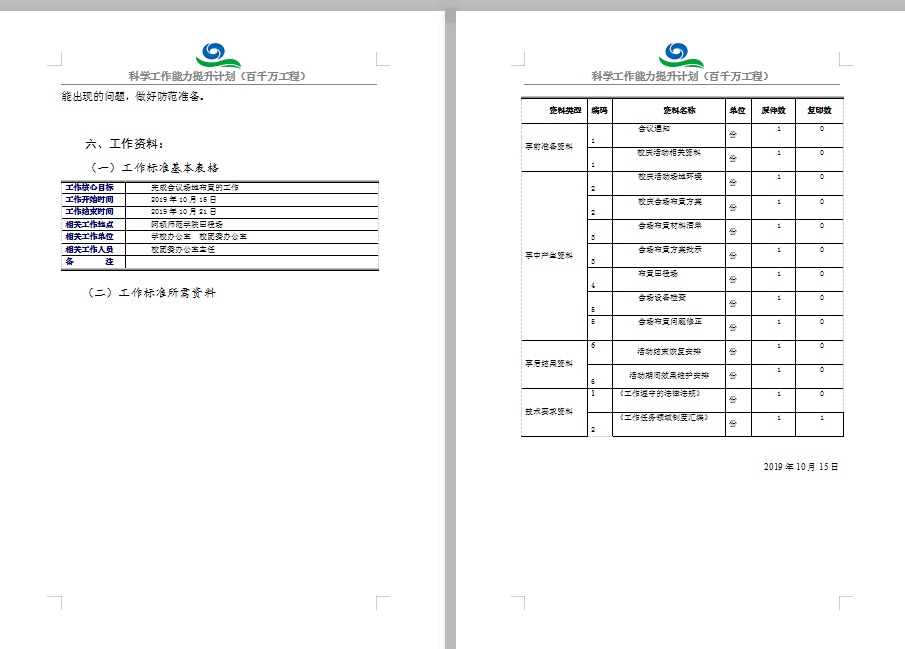 科学工作能力提升计划（百千万工程）
能出现的问题，做好防范准备。
六、工作资料：
（一）工作标准基本表格
工作核心目标 完成会议场地布置的工作
工作开始时间 2019 年 10 月 15 日
工作结束时间 2019 年 10 月 21 日
相关工作地点 阿坝师范学院田径场
相关工作单位 学校办公室 校团委办公室
相关工作人员 校团委办公室主任
备 注
（二）工作标准所需资料
科学工作能力提升计划（百千万工程）
资料类型 编码 资料名称 单位 原件数 复印数
事前准备资料 1 会议通知 份 1 0
1 校庆活动相关资料 份 1 0
事中产生资料 2 校庆活动场地环境 份 1 0
2 校庆会场布置方案 份 1 0
3 会场布置材料清单 份 1 0
3 会场布置方案批示 份 1 0
4 布置田径场 份 1 0
5 会场设备检查 份 1 0
5 会场布置问题修正 份 1 0
事后结果资料 6 活动结束恢复安排 份 1 0
6 活动期间效果维护安排 份 1 0
技术要求资料 1 《工作遵守的法律法规》 份 1 0
2 《工作任务领域制度汇编》 份 1 1
2019 年 10 月 15 日